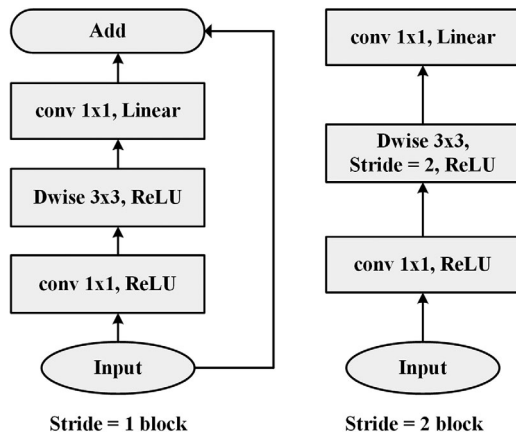 Add
conv 1x1, Linear
Dwise 3x3, ReLU
conv 1x1, ReLU
Input
Stride = 1 block
conv 1x1, Linear
Dwise 3x3,
Stride = 2, ReLU
conv 1x1, ReLU
Input
Stride = 2 block